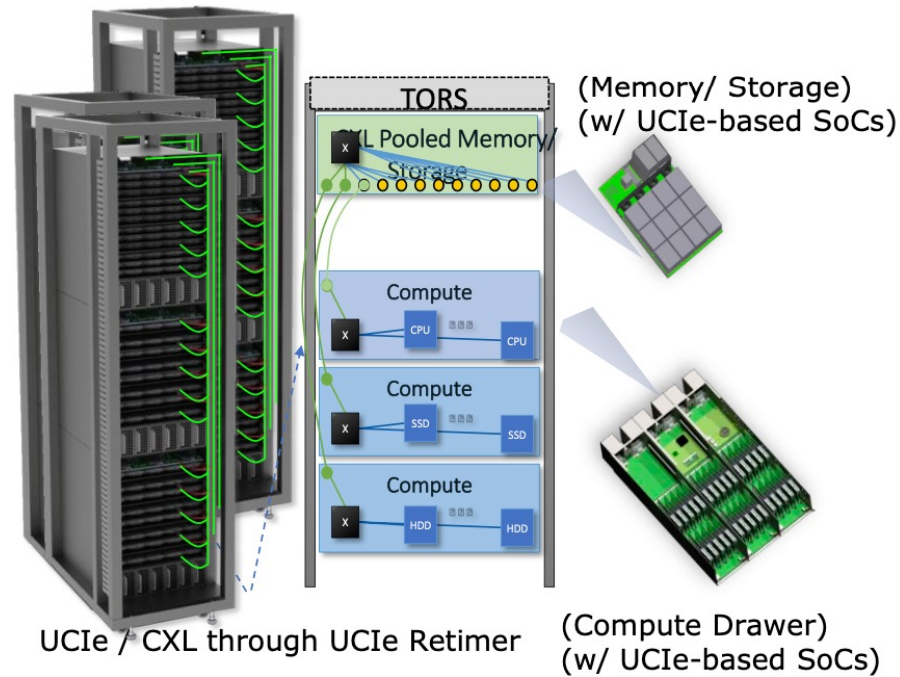 TORS
CXL Pooled Memory/
Storage
X
Compute
X
CPU
CPU
Compute
X
SSD
SSD
Compute
X
HDD
HDD
(Memory/ Storage)
(w/ UCIe-based SoCs)
UCIe / CXL through UCIe Retimer
(Compute Drawer)
(w/ UCIe-based SoCs)